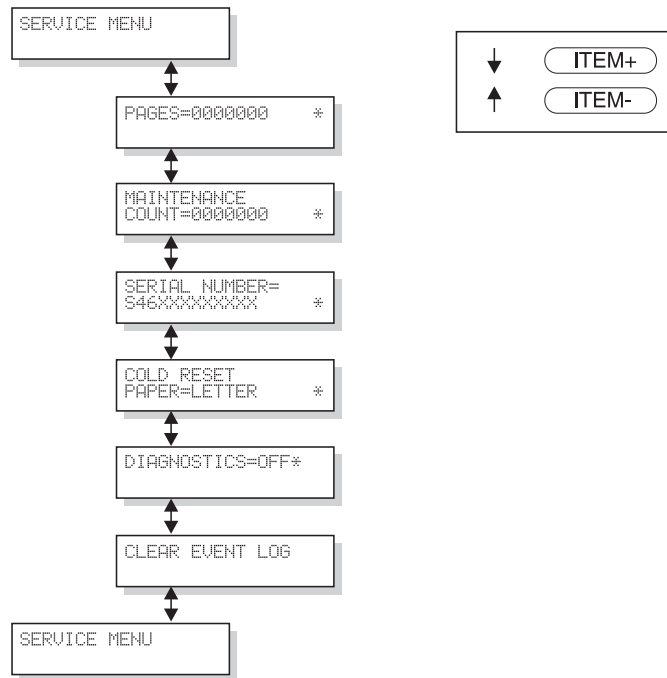 SERVICE MENU
ITEM+
ITEM-
PAGES=0000000 *
MAINTENANCE
COUNT=0000000 *
SERIAL NUMBER=
S46XXXXXXXXX *
COLD RESET
PAPER=LETTER *
DIAGNOSTICS=OFF*
CLEAR EVENT LOG
SERVICE MENU